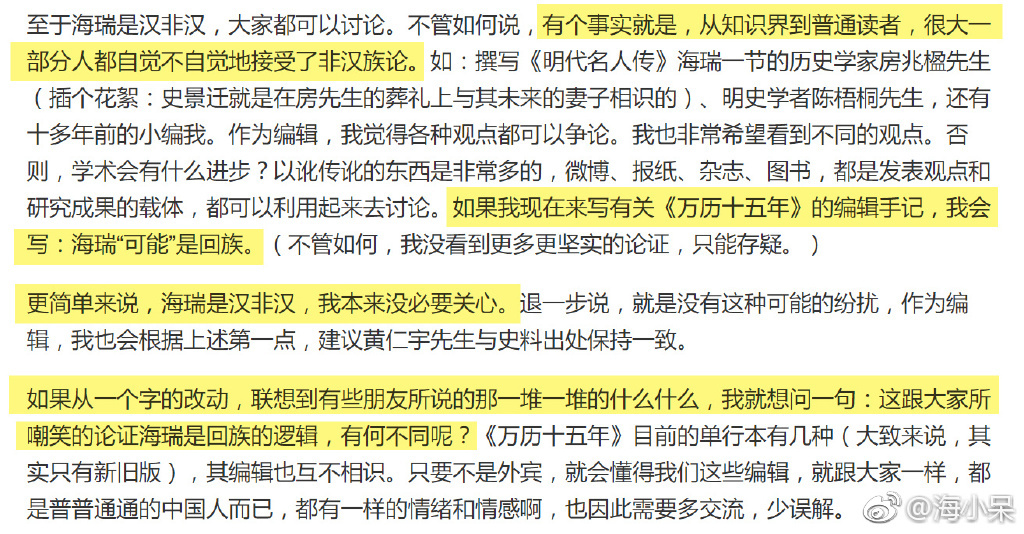 至于海瑞是汉非汉，大家都可以讨论。不管如何说，有个事实就是，从知识界到普通读者，很大一
部分人都自觉不自觉地接受了非汉族论。如：撰写《明代名人传》海瑞一节的历史学家房兆楹先生
（插个花絮：史景迁就是在房先生的葬礼上与其未来的妻子相识的）、明史学者陈梧桐先生，还有
十多年前的小编我。作为编辑，我觉得各种观点都可以争论。我也非常希望看到不同的观点。否
则，学术会有什么进步？以讹传讹的东西是非常多的，微博、报纸、杂志、图书，都是发表观点和
研究成果的载体，都可以利用起来去讨论。如果我现在来写有关《万历十五年》的编辑手记，我会
写：海瑞“可能”是回族。（不管如何，我没看到更多更坚实的论证，只能存疑。）
更简单来说，海瑞是汉非汉，我本来没必要关心。退一步说，就是没有这种可能的纷扰，作为编
辑，我也会根据上述第一点，建议黄仁宇先生与史料出处保持一致。
如果从一个字的改动，联想到有些朋友所说的那一堆一堆的什么什么，我就想问一句：这跟大家所
嘲笑的论证海瑞是回族的逻辑，有何不同呢？《万历十五年》目前的单行本有几种（大致来说，其
实只有新旧版），其编辑也互不相识。只要不是外宾，就会懂得我们这些编辑，就跟大家一样，都
是普普通通的中国人而已，都有一样的情绪和情感啊，也因此需要多交流，少误解。
@海小呆